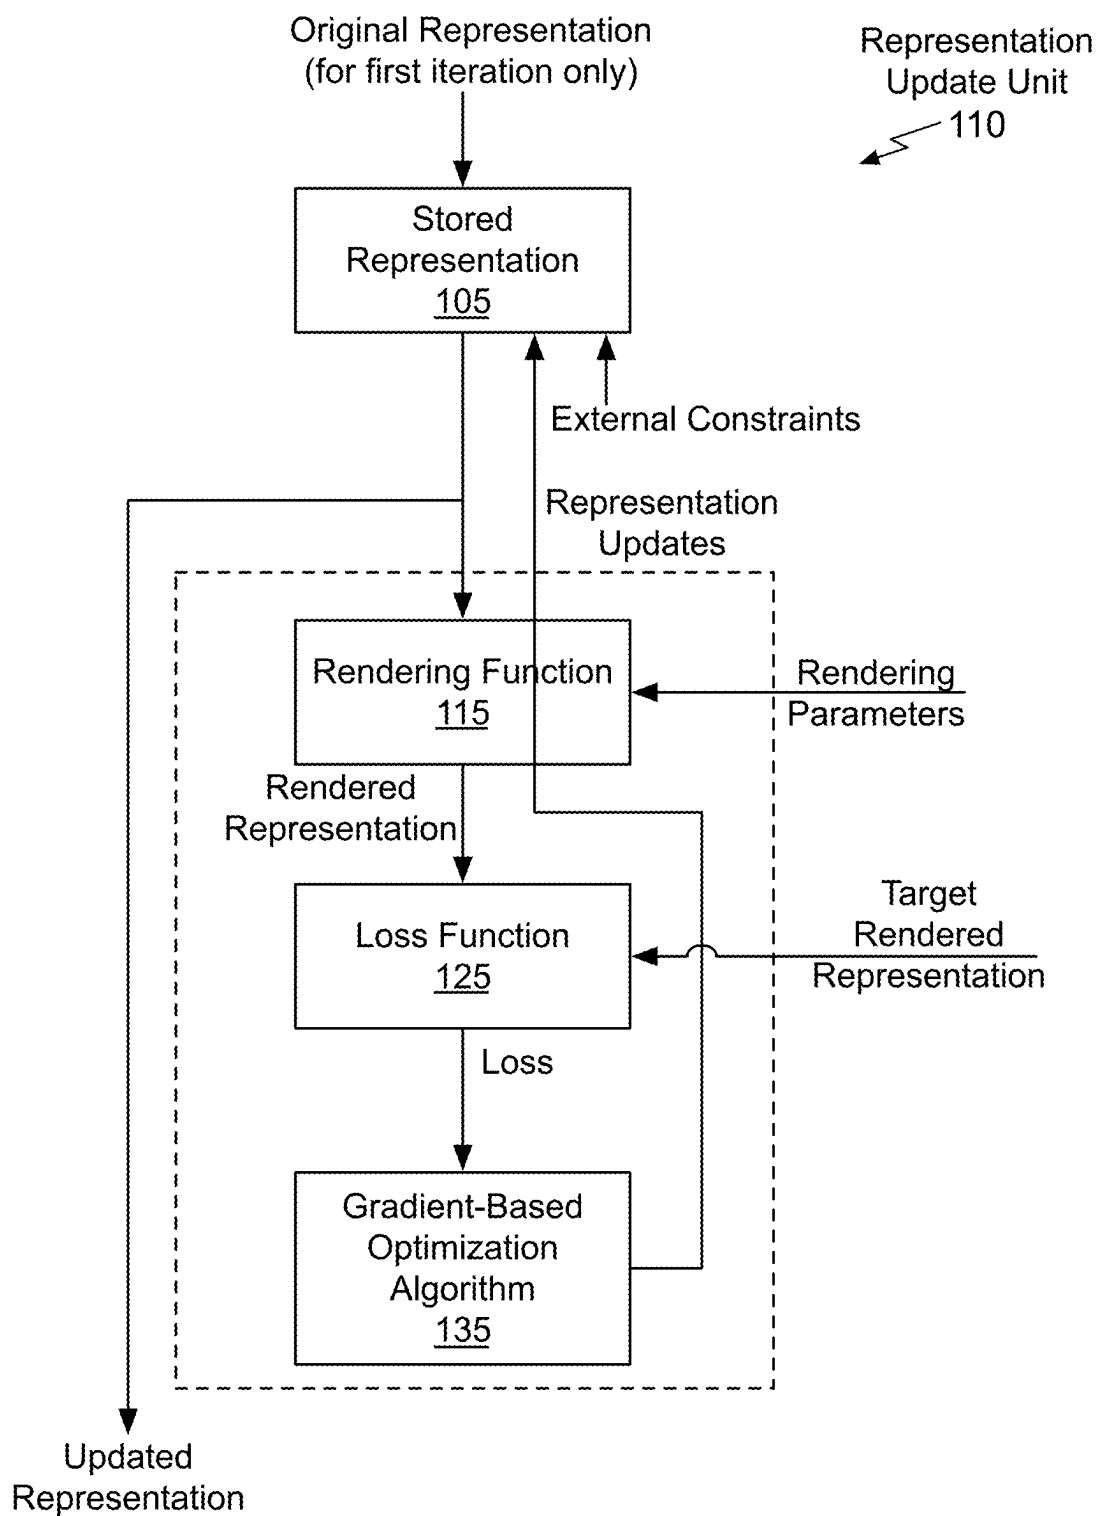 Original Representation
(for first iteration only)
Representation
Update Unit
110
Stored
Representation
105
External Constraints
Representation
Updates
Rendering Function
115
Rendering
Parameters
Rendered
Representation
Loss Function
125
Target
Rendered
Representation
Loss
Gradient-Based
Optimization
Algorithm
135
Updated
Representation